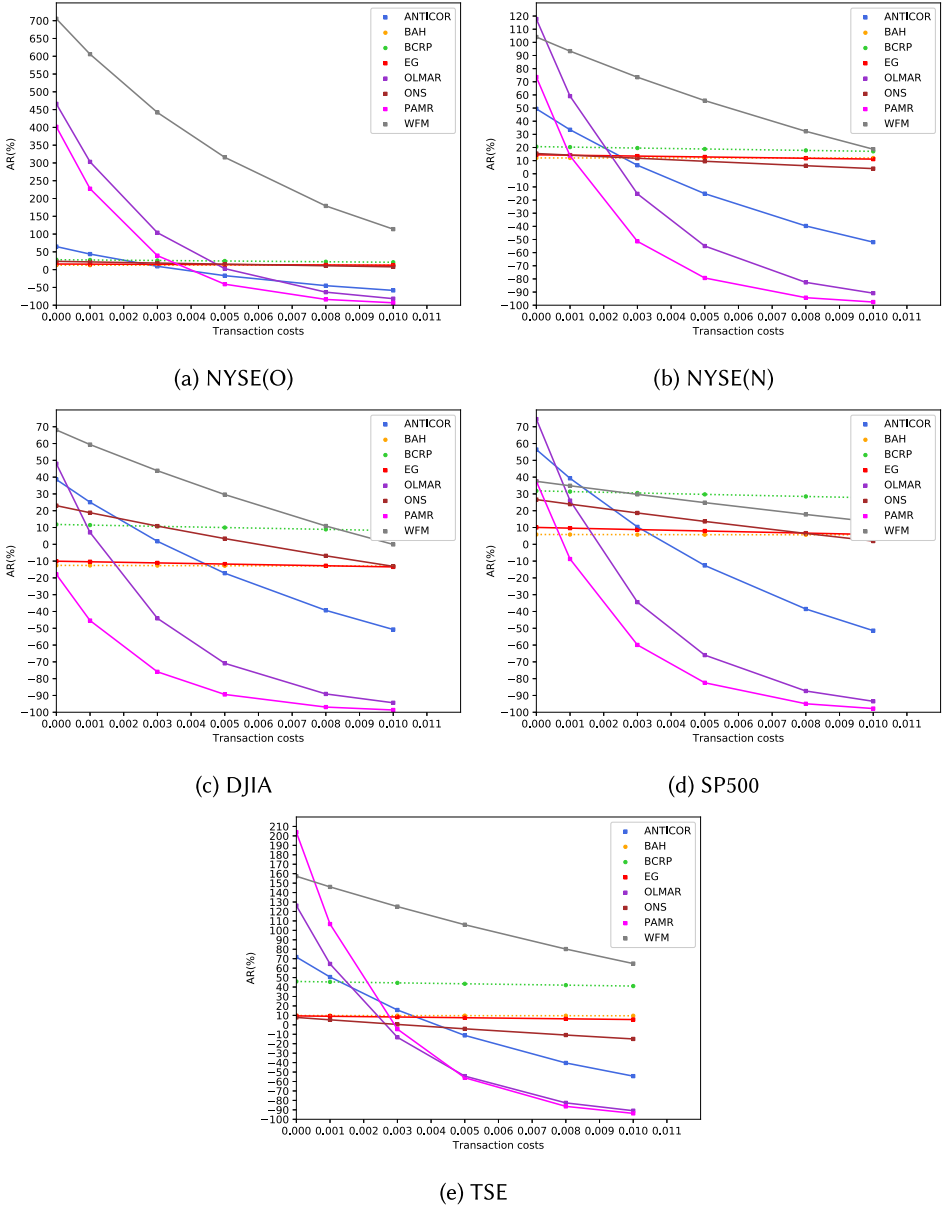 700
650
600
550
500
450
400
350
300
250
200
150
100
50
0
−50
−100
AR(%)
0.000 0.001 0.002 0.003 0.004 0.005 0.006 0.007 0.008 0.009 0.010 0.011
Transaction costs
ANTICOR
BAH
BCRP
EG
OLMAR
ONS
PAMR
WFM
(a) NYSE(O)
120
110
100
90
80
70
60
50
40
30
20
10
0
−10
−20
−30
−40
−50
−60
−70
−80
−90
−100
AR(%)
0.000 0.001 0.002 0.003 0.004 0.005 0.006 0.007 0.008 0.009 0.010 0.011
Transaction costs
ANTICOR
BAH
BCRP
EG
OLMAR
ONS
PAMR
WFM
(b) NYSE(N)
70
60
50
40
30
20
10
0
−10
−20
−30
−40
−50
−60
−70
−80
−90
−100
AR(%)
0.000 0.001 0.002 0.003 0.004 0.005 0.006 0.007 0.008 0.009 0.010 0.011
Transaction costs
ANTICOR
BAH
BCRP
EG
OLMAR
ONS
PAMR
WFM
(c) DJIA
70
60
50
40
30
20
10
0
−10
−20
−30
−40
−50
−60
−70
−80
−90
−100
AR(%)
0.000 0.001 0.002 0.003 0.004 0.005 0.006 0.007 0.008 0.009 0.010 0.011
Transaction costs
ANTICOR
BAH
BCRP
EG
OLMAR
ONS
PAMR
WFM
(d) SP500
210
200
190
180
170
160
150
140
130
120
110
100
90
80
70
60
50
40
30
20
10
0
−10
−20
−30
−40
−50
−60
−70
−80
−90
−100
AR(%)
0.000 0.001 0.002 0.003 0.004 0.005 0.006 0.007 0.008 0.009 0.010 0.011
Transaction costs
ANTICOR
BAH
BCRP
EG
OLMAR
ONS
PAMR
WFM
(e) TSE